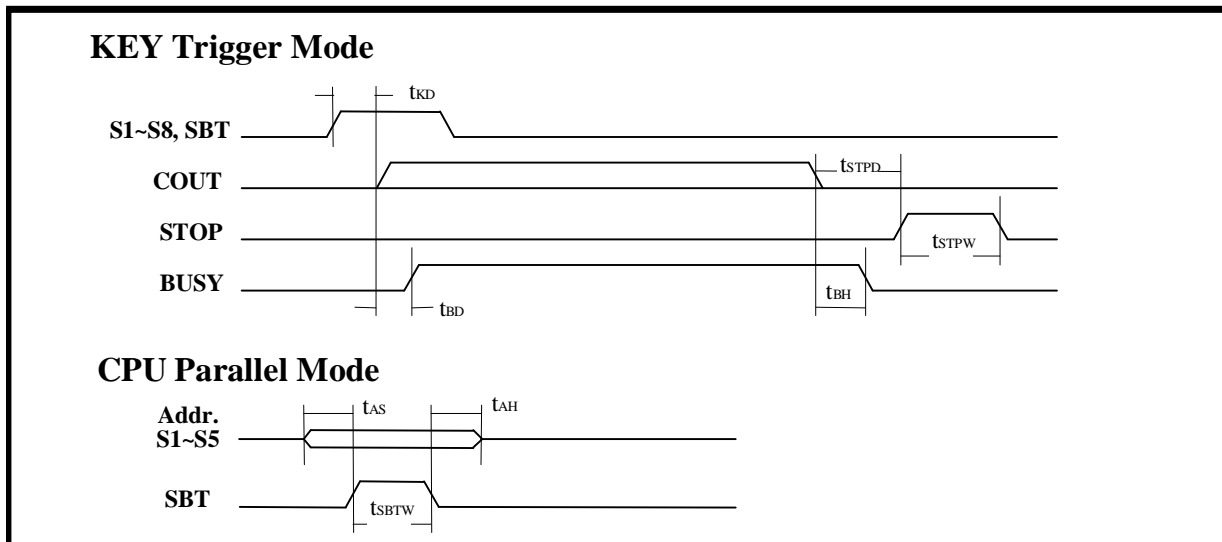 KEY Trigger Mode
tKD
S1~S8, SBT
COUT
tSTPD
STOP
tSTPW
BUSY
tBD
tBH
CPU Parallel Mode
Addr.
S1~S5
tAS
tAH
SBT
tSBTW